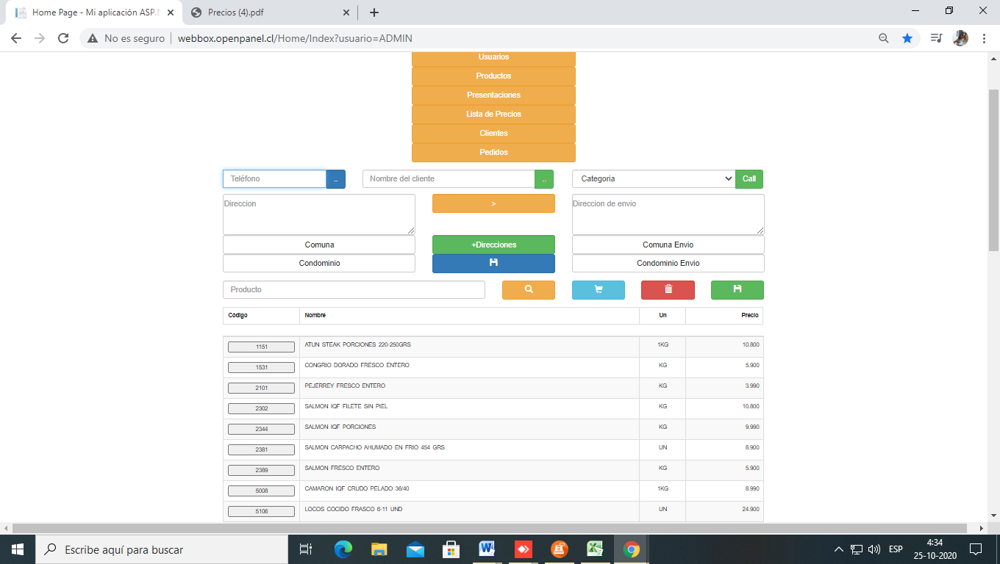 Home Page - Mi aplicación ASP.N
Precios (4).pdf
No es seguro webbox.openpanel.cl/Home/Index?usuario=ADMIN
Usuarios
Productos
Presentaciones
Lista de Precios
Clientes
Pedidos
Teléfono .. Nombre del cliente .. Categoria Call
Direccion > Direccion de envio
Comuna +Direcciones Comuna Envio
Condominio Condominio Envio
Producto
Código Nombre Un Precio
1151 ATUN STEAK PORCIONES 220-250GRS 1KG 10.800
1531 CONGRIO DORADO FRESCO ENTERO KG 5.900
2101 PEJERREY FRESCO ENTERO KG 3.990
2302 SALMON IQF FILETE SIN PIEL KG 10.800
2344 SALMON IQF PORCIONES KG 9.990
2381 SALMON CARPACHO AHUMADO EN FRIO 454 GRS UN 8.900
2389 SALMON FRESCO ENTERO KG 5.900
5008 CAMARON IQF CRUDO PELADO 36/40 1KG 8.990
5106 LOCOS COCIDO FRASCO 6-11 UND UN 24.900
Escribe aquí para buscar
ESP
4:34
25-10-2020